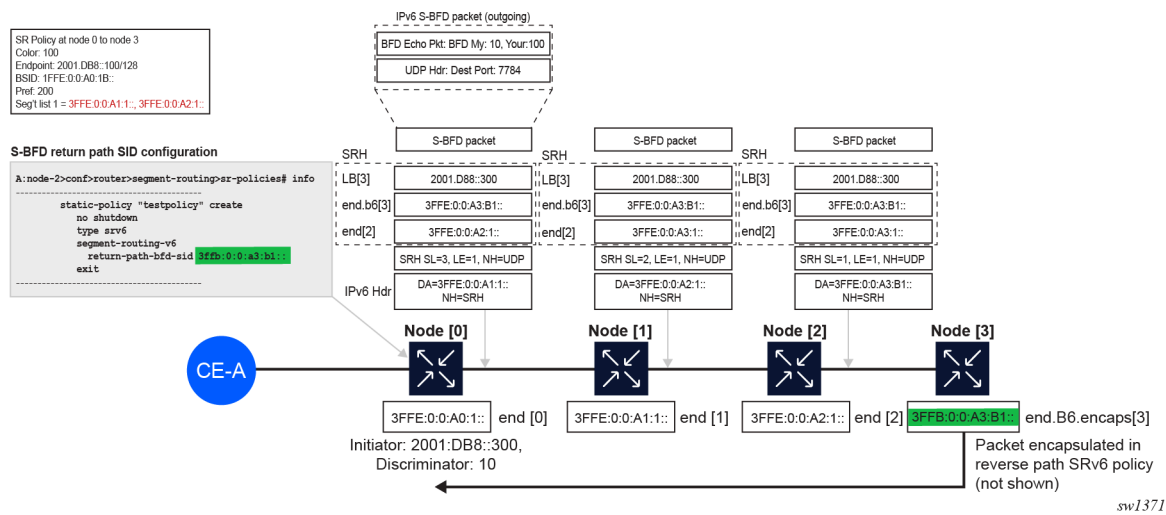 IPv6 S-BFD packet (outgoing)
BFD Echo Pkt: BFD My: 10, Your:100
UDP Hdr: Dest Port: 7784
SR Policy at node 0 to node 3
Color: 100
Endpoint: 2001.DB8::100/128
BSID: 1FFE:0:0:A0:1B::
Pref: 200
Seg't list 1 = 3FFE:0:0:A1:1::, 3FFE:0:0:A2:1::
S-BFD return path SID configuration
A:node-2>conf>router>segment-routing>sr-policies# info
----------------------------------------
static-policy "testpolicy" create
no shutdown
type srv6
segment-routing-v6
return-path-bfd-sid 3ffb:0:0:a3:b1::
exit
----------------------------------------
S-BFD packet
SRH
LB[3]
2001.D88::300
end.b6[3]
3FFE:0:0:A3:B1::
end[2]
3FFE:0:0:A2:1::
SRH SL=3, LE=1, NH=UDP
IPv6 Hdr
DA=3FFE:0:0:A1:1::
NH=SRH
S-BFD packet
SRH
LB[3]
2001.D88::300
end.b6[3]
3FFE:0:0:A3:B1::
end[2]
3FFE:0:0:A3:1::
SRH SL=2, LE=1, NH=UDP
DA=3FFE:0:0:A2:1::
NH=SRH
S-BFD packet
SRH
LB[3]
2001.D88::300
end.b6[3]
3FFE:0:0:A3:B1::
end[2]
3FFE:0:0:A3:1::
SRH SL=1, LE=1, NH=UDP
DA=3FFE:0:0:A3:B1::
NH=SRH
CE-A
Node [0]
Node [1]
Node [2]
Node [3]
3FFE:0:0:A0:1:: end [0]
3FFE:0:0:A1:1:: end [1]
3FFE:0:0:A2:1:: end [2]
3FFB:0:0:A3:B1:: end.B6.encaps[3]
Initiator: 2001:DB8::300,
Discriminator: 10
Packet encapsulated in
reverse path SRv6 policy
(not shown)
sw1371